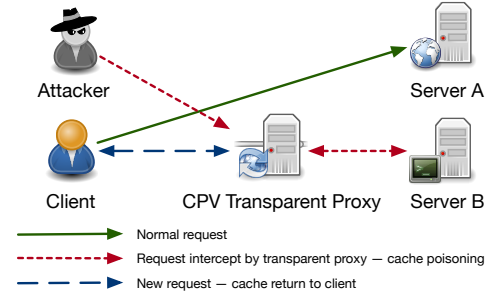 Attacker
Server A
Client
CPV Transparent Proxy
Server B
Normal request
Request intercept by transparent proxy — cache poisoning
New request — cache return to client